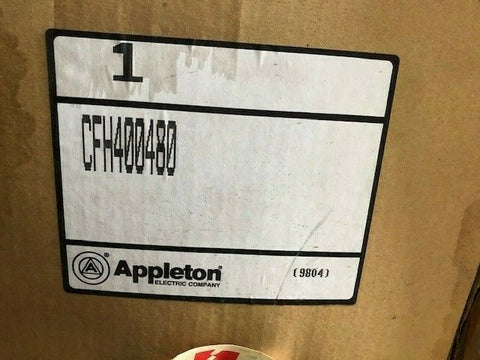 1
CFH400480
A ® Appleton®
ELECTRIC COMPANY
(9804)